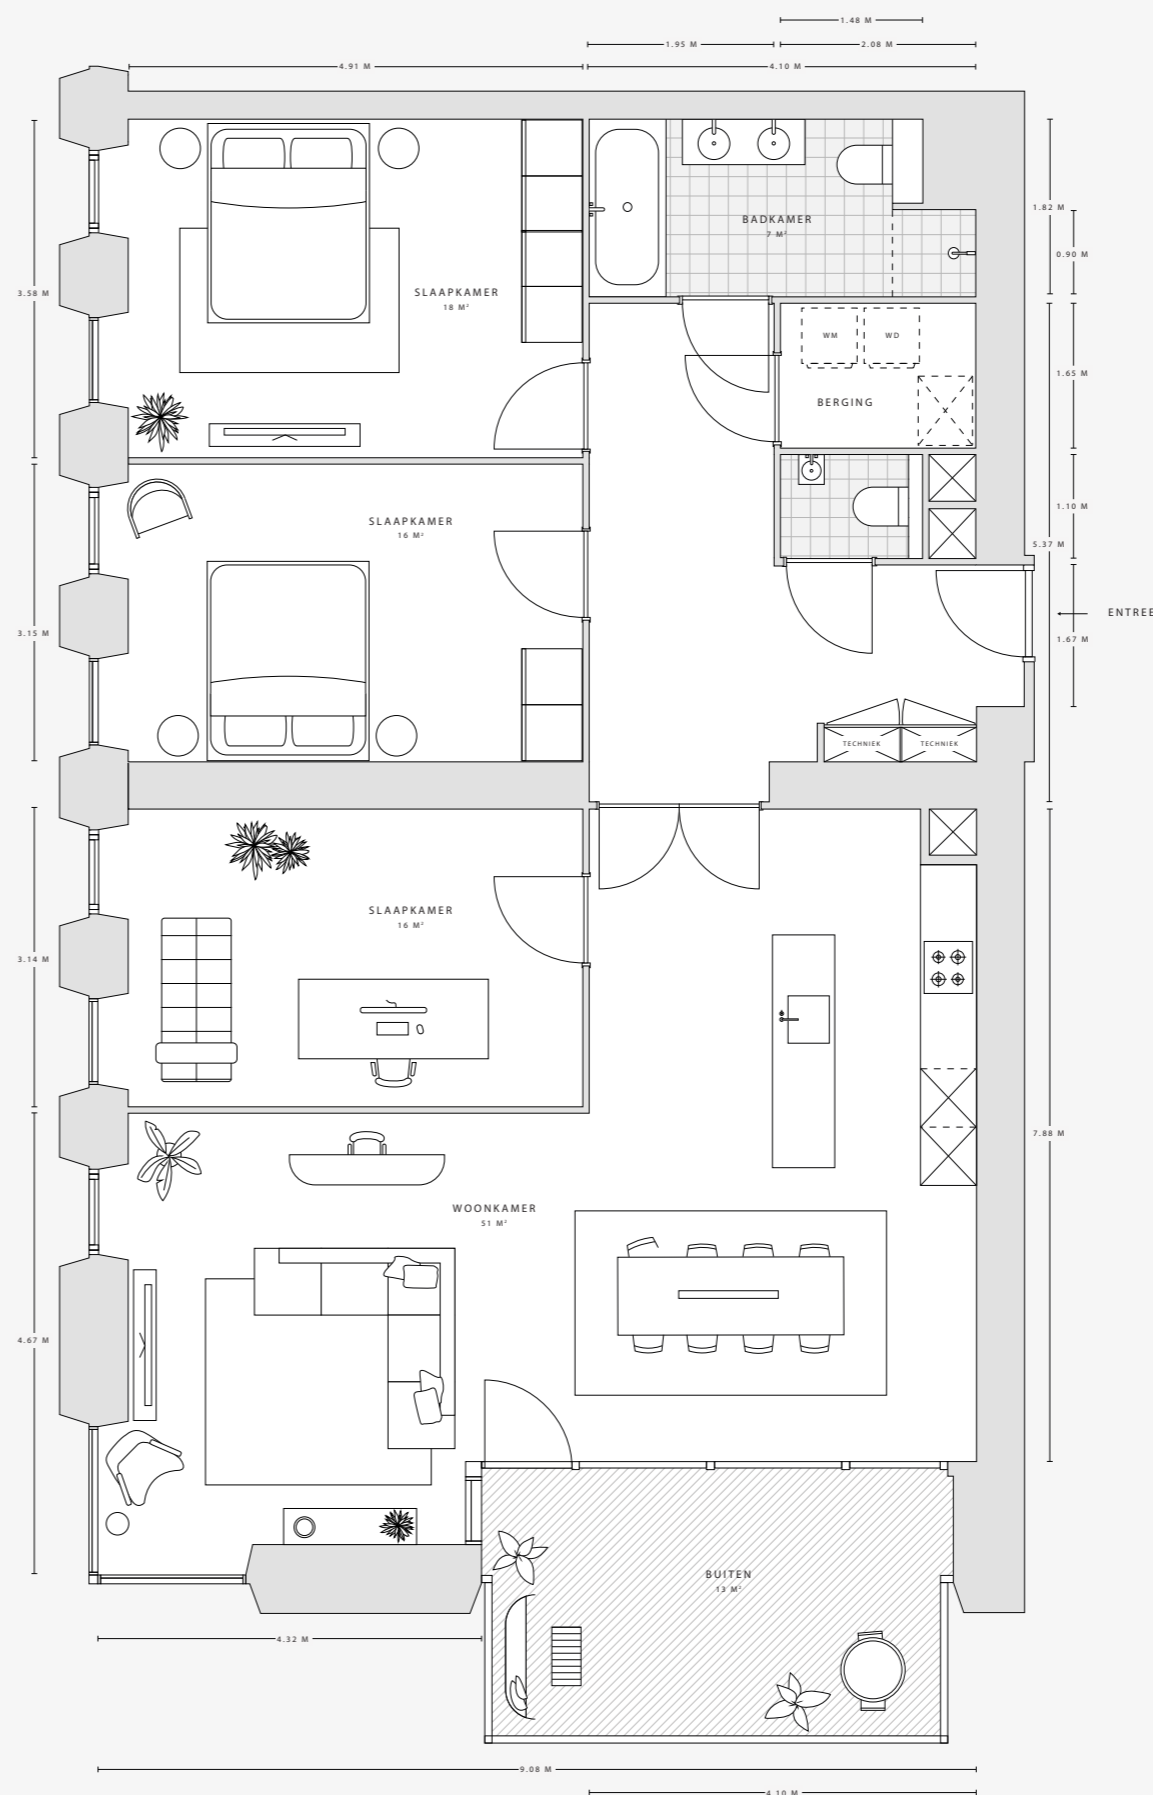 1.48 M
1.95 M
2.08 M
4.91 M
4.10 M
1.82 M
BADKAMER
7 M²
0.90 M
3.58 M
SLAAPKAMER
18 M²
WM
WD
1.65 M
BERGING
SLAAPKAMER
16 M²
1.10 M
5.37 M
ENTREE
3.15 M
1.67 M
TECHNIEK
TECHNIEK
SLAAPKAMER
16 M²
3.14 M
7.88 M
WOONKAMER
51 M²
4.67 M
BUITEN
13 M²
4.32 M
9.08 M
4.10 M